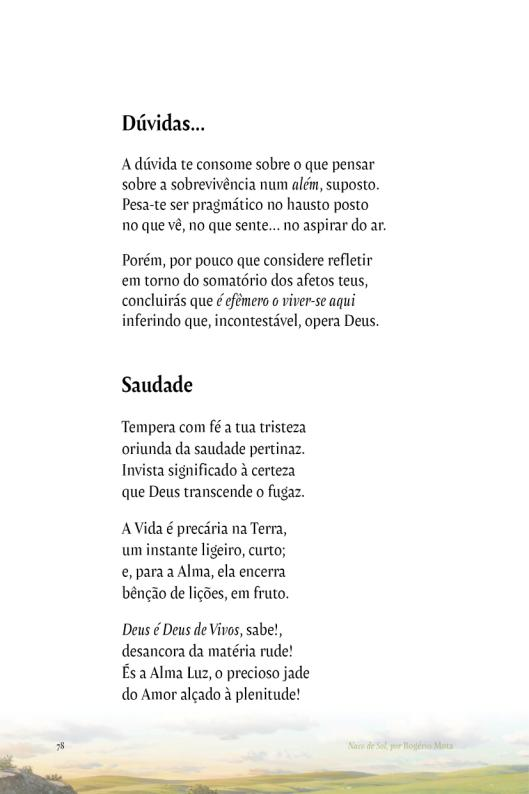 Dúvidas...
A dúvida te consome sobre o que pensar
sobre a sobrevivência num além, suposto.
Pesa-te ser pragmático no hausto posto
no que vê, no que sente... no aspirar do ar.
Porém, por pouco que considere refletir
em torno do somatório dos afetos teus,
concluirás que é efêmero o viver-se aqui
inferindo que, incontestável, opera Deus.
Saudade
Tempera com fé a tua tristeza
oriunda da saudade pertinaz.
Invista significado à certeza
que Deus transcende o fugaz.
A Vida é precária na Terra,
um instante ligeiro, curto;
e, para a Alma, ela encerra
bênção de lições, em fruto.
Deus é Deus de Vivos, sabe!,
desancora da matéria rude!
És a Alma Luz, o precioso jade
do Amor alçado à plenitude!
78
Naco de Sol, por Rogério Mota